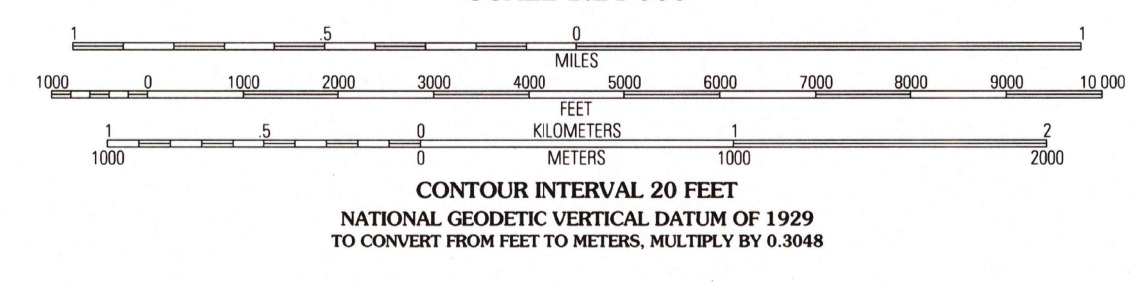 1 .5 0 1
MILES
1000 0 1000 2000 3000 4000 5000 6000 7000 8000 9000 10 000
FEET
1 .5 0 KILOMETERS 1 2
1000 0 METERS 1000 2000
CONTOUR INTERVAL 20 FEET
NATIONAL GEODETIC VERTICAL DATUM OF 1929
TO CONVERT FROM FEET TO METERS, MULTIPLY BY 0.3048